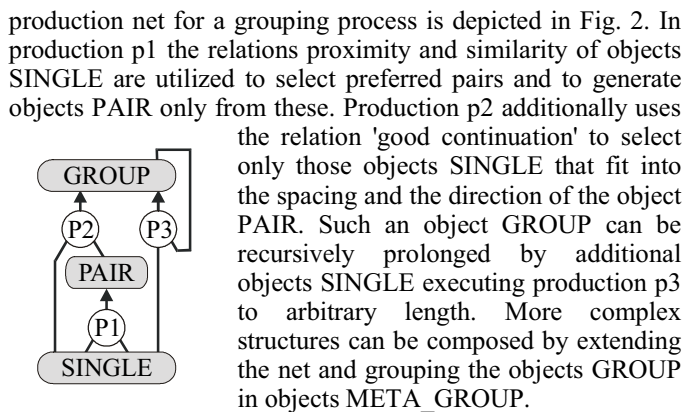 production net for a grouping process is depicted in Fig. 2. In
production p1 the relations proximity and similarity of objects
SINGLE are utilized to select preferred pairs and to generate
objects PAIR only from these. Production p2 additionally uses
the relation 'good continuation' to select
only those objects SINGLE that fit into
the spacing and the direction of the object
PAIR. Such an object GROUP can be
recursively prolonged by additional
objects SINGLE executing production p3
to arbitrary length. More complex
structures can be composed by extending
the net and grouping the objects GROUP
in objects META_GROUP.
GROUP
P2 P3
PAIR
P1
SINGLE